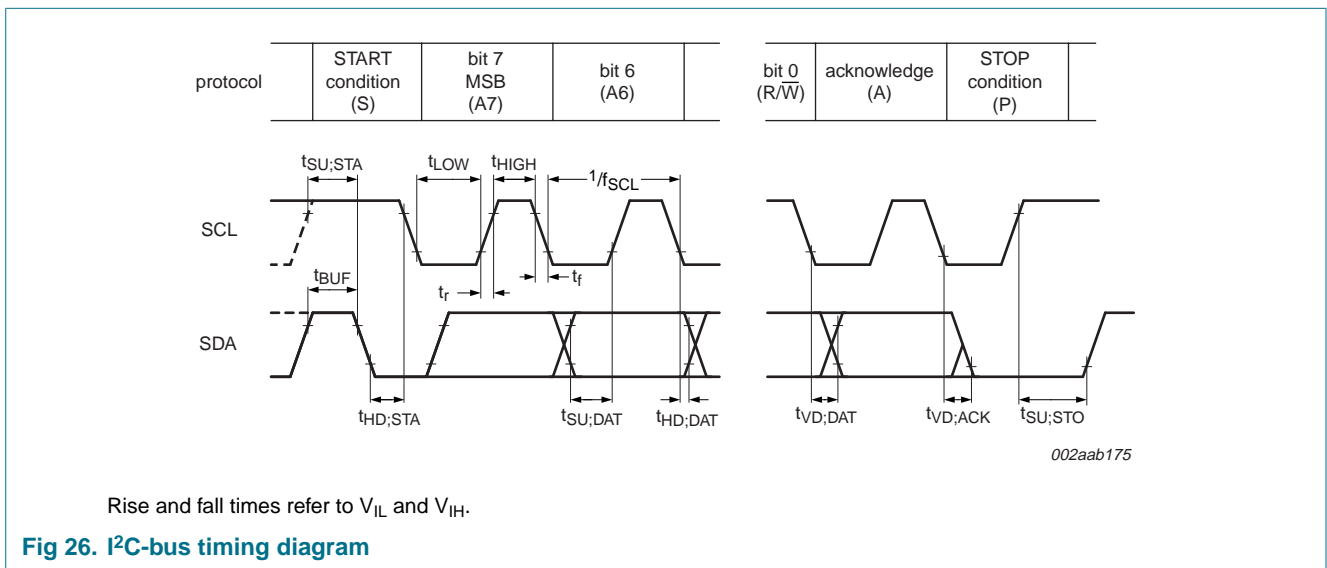 protocol
START
condition
(S)
bit 7
MSB
(A7)
bit 6
(A6)
bit 0
(R/W̅)
acknowledge
(A)
STOP
condition
(P)
tSU;STA
tLOW
tHIGH
1/fSCL
SCL
tBUF
tr
tf
SDA
tHD;STA
tSU;DAT
tHD;DAT
tVD;DAT
tVD;ACK
tSU;STO
002aab175
Rise and fall times refer to VIL and VIH.
Fig 26. I²C-bus timing diagram